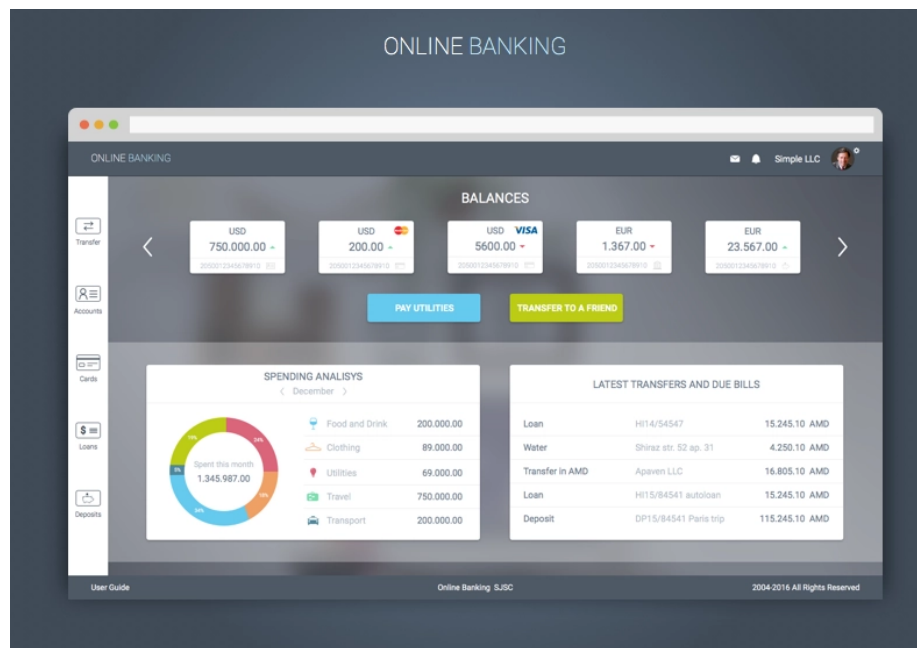 ONLINE BANKING
ONLINE BANKING
Simple LLC
BALANCES
Transfer
Accounts
Cards
Loans
Deposits
USD
750.000.00
2050012345678910
USD
200.00
2050012345678910
USD VISA
5600.00
2050012345678910
EUR
1.367.00
2050012345678910
EUR
23.567.00
2050012345678910
PAY UTILITIES
TRANSFER TO A FRIEND
SPENDING ANALISYS
December
Spent this month
1.345.987.00
Food and Drink 200.000.00
Clothing 89.000.00
Utilities 69.000.00
Travel 750.000.00
Transport 200.000.00
LATEST TRANSFERS AND DUE BILLS
Loan HI14/54547 15.245.10 AMD
Water Shiraz str. 52 ap. 31 4.250.10 AMD
Transfer in AMD Apaven LLC 16.805.10 AMD
Loan HI15/84541 autoloan 15.245.10 AMD
Deposit DP15/84541 Paris trip 115.245.10 AMD
User Guide
Online Banking SJSC
2004-2016 All Rights Reserved